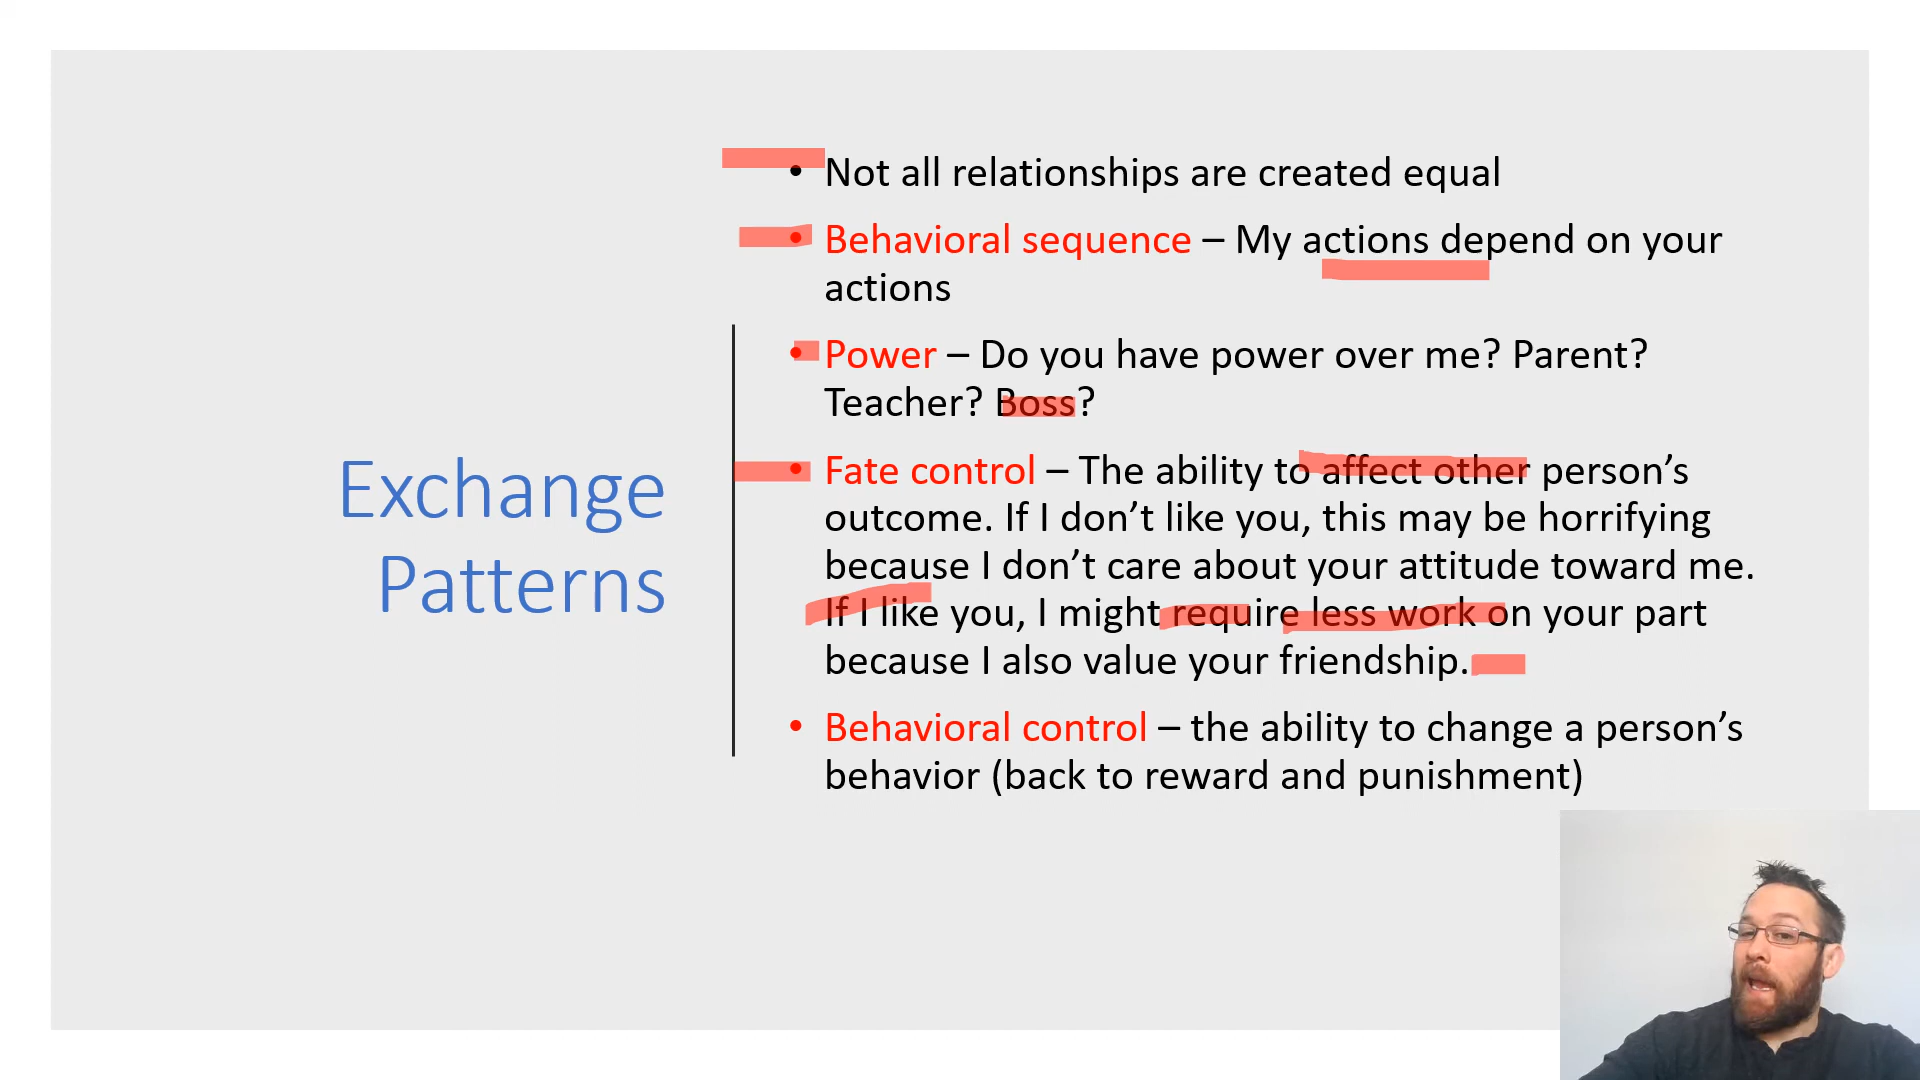 Exchange
Patterns
• Not all relationships are created equal
• Behavioral sequence – My actions depend on your
actions
• Power – Do you have power over me? Parent?
Teacher? Boss?
• Fate control – The ability to affect other person’s
outcome. If I don’t like you, this may be horrifying
because I don’t care about your attitude toward me.
If I like you, I might require less work on your part
because I also value your friendship.
• Behavioral control – the ability to change a person’s
behavior (back to reward and punishment)